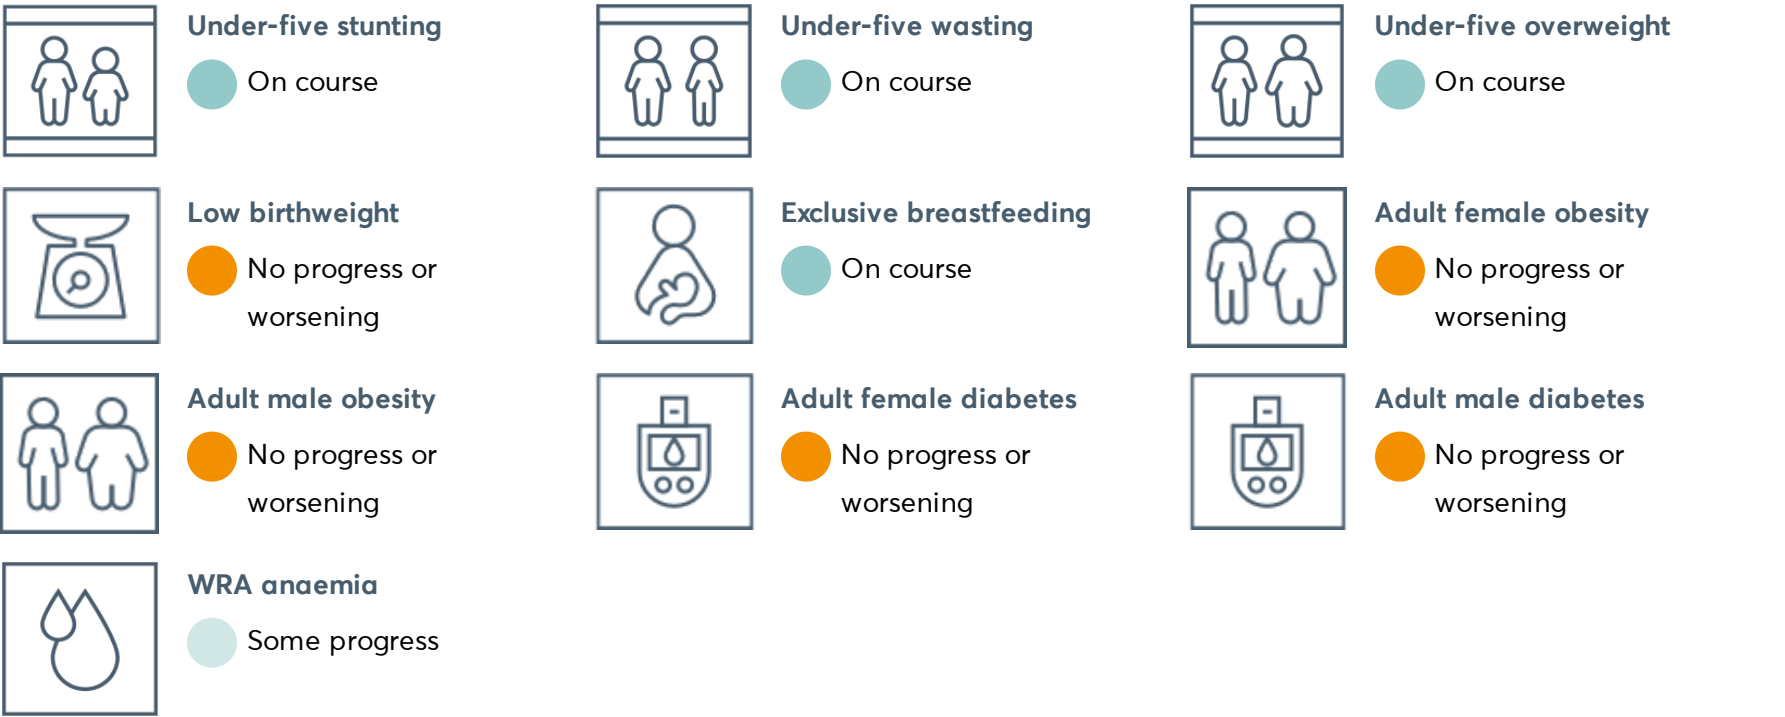 Under-five stunting
On course
Under-five wasting
On course
Under-five overweight
On course
Low birthweight
No progress or
worsening
Exclusive breastfeeding
On course
Adult female obesity
No progress or
worsening
Adult male obesity
No progress or
worsening
Adult female diabetes
No progress or
worsening
Adult male diabetes
No progress or
worsening
WRA anaemia
Some progress